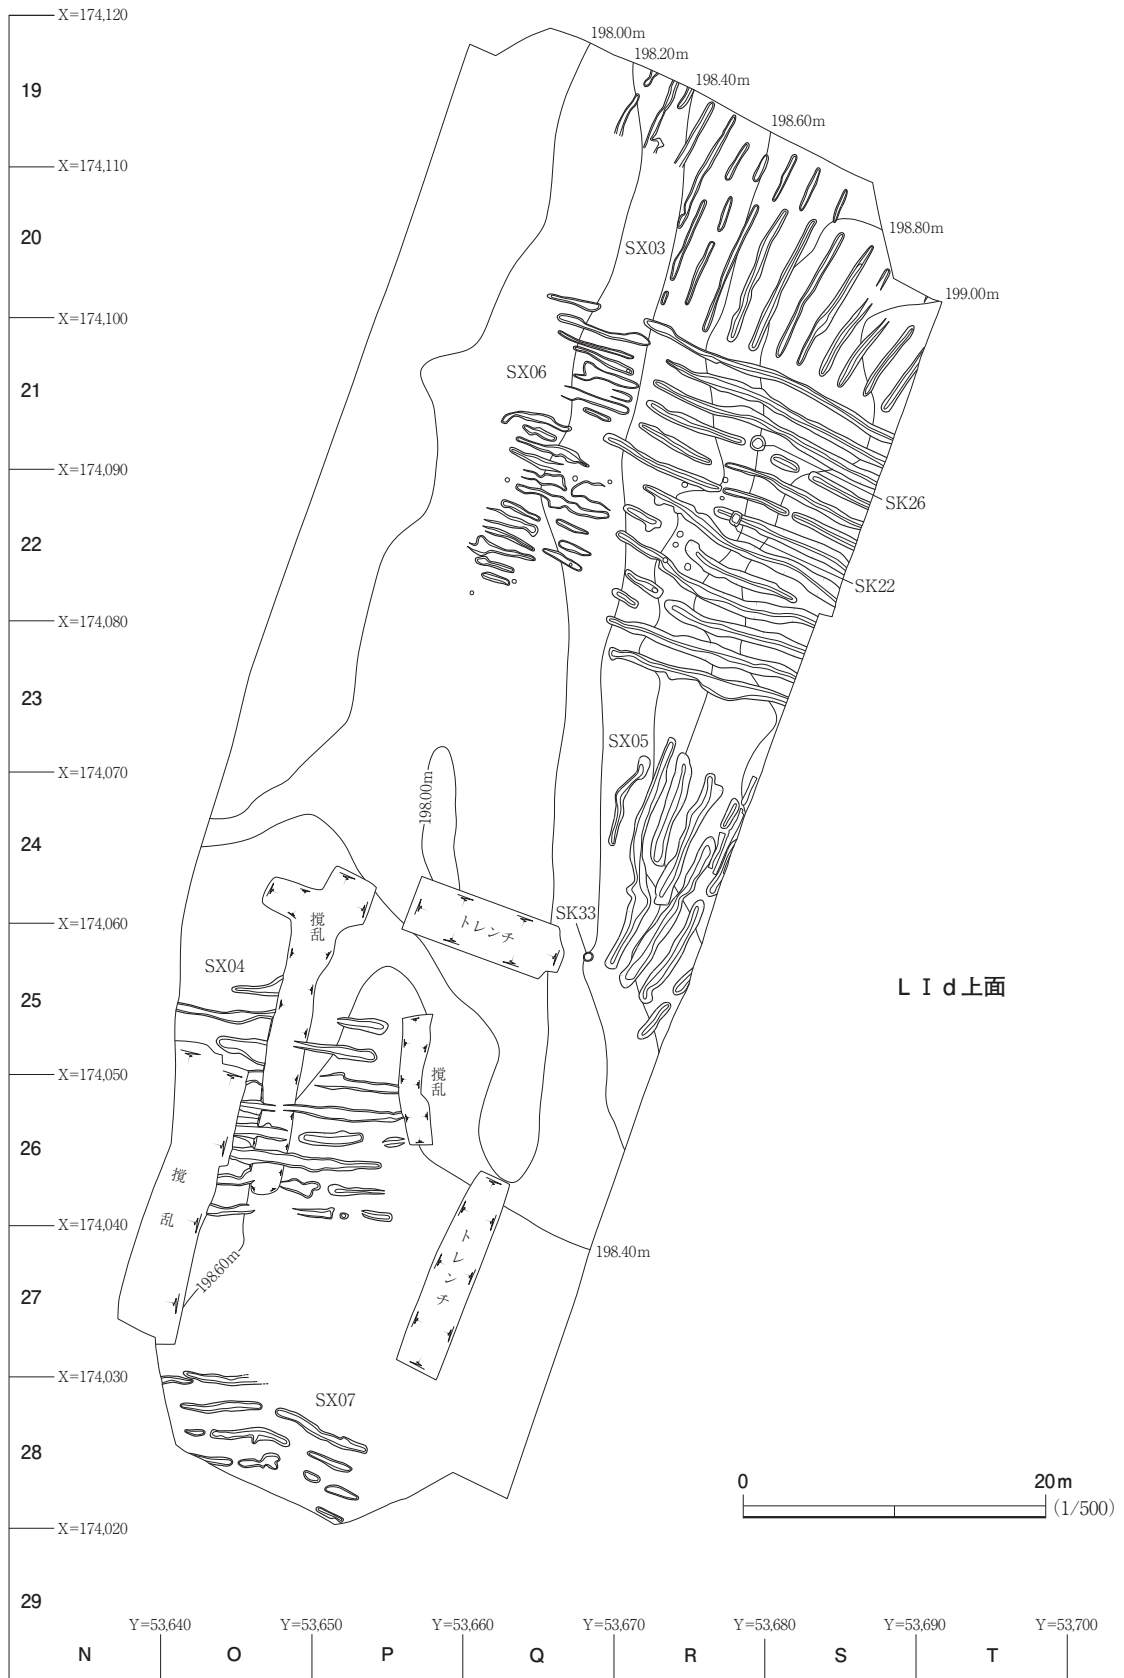 X=174,120
198.00m
198.20m
198.40m
198.60m
19
X=174,110
198.80m
20
SX03
199.00m
X=174,100
SX06
21
X=174,090
SK26
22
SK22
X=174,080
23
SX05
X=174,070
198.00m
24
SK33
トレンチ
撹乱
X=174,060
SX04
LⅠd上面
25
撹乱
X=174,050
26
撹乱
トレンチ
X=174,040
198.40m
198.60m
27
X=174,030
SX07
28
0 20m
(1/500)
X=174,020
29
Y=53,640 Y=53,650 Y=53,660 Y=53,670 Y=53,680 Y=53,690 Y=53,700
N O P Q R S T